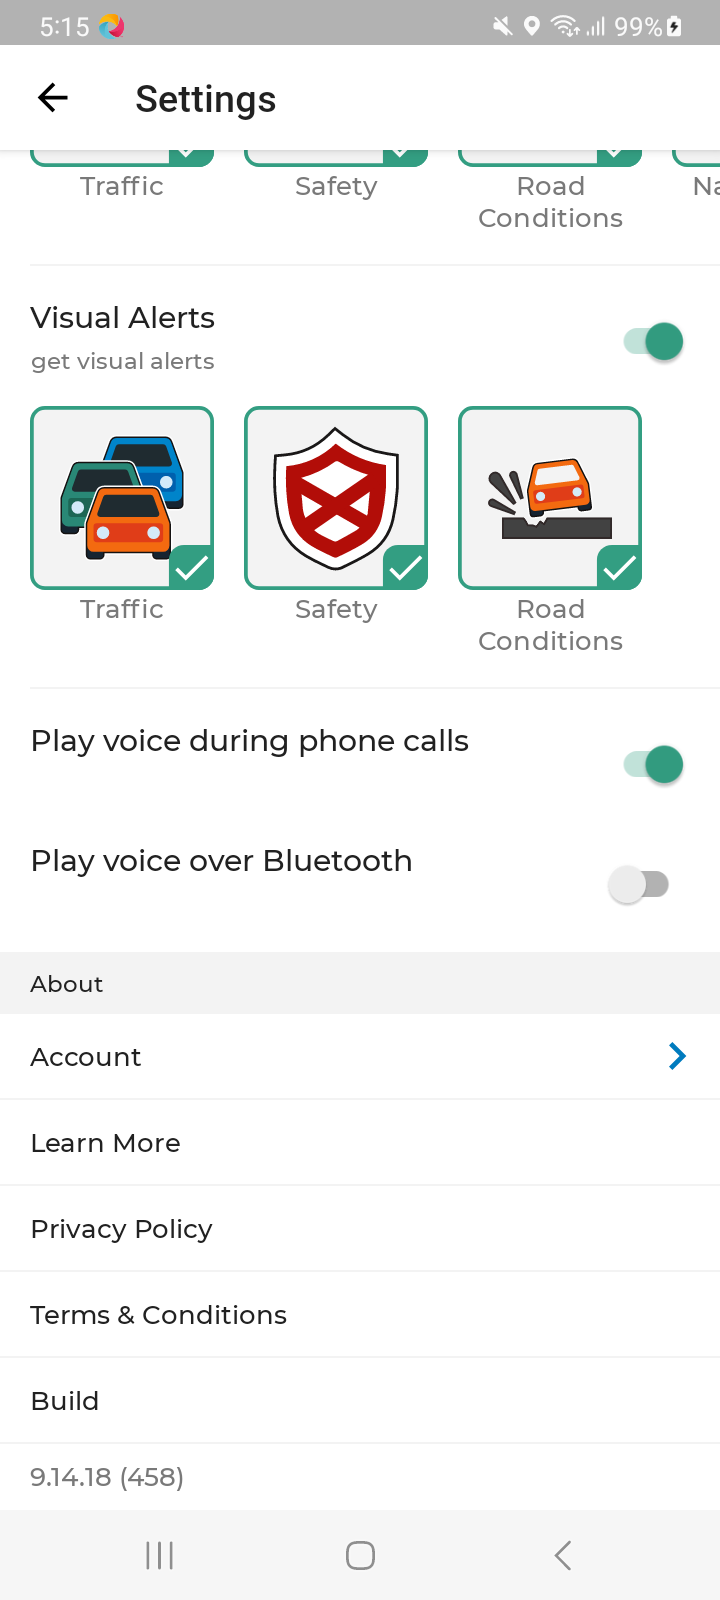 5:15
99%
Settings
Traffic
Safety
Road
Conditions
Visual Alerts
get visual alerts
Traffic
Safety
Road
Conditions
Play voice during phone calls
Play voice over Bluetooth
About
Account
Learn More
Privacy Policy
Terms & Conditions
Build
9.14.18 (458)